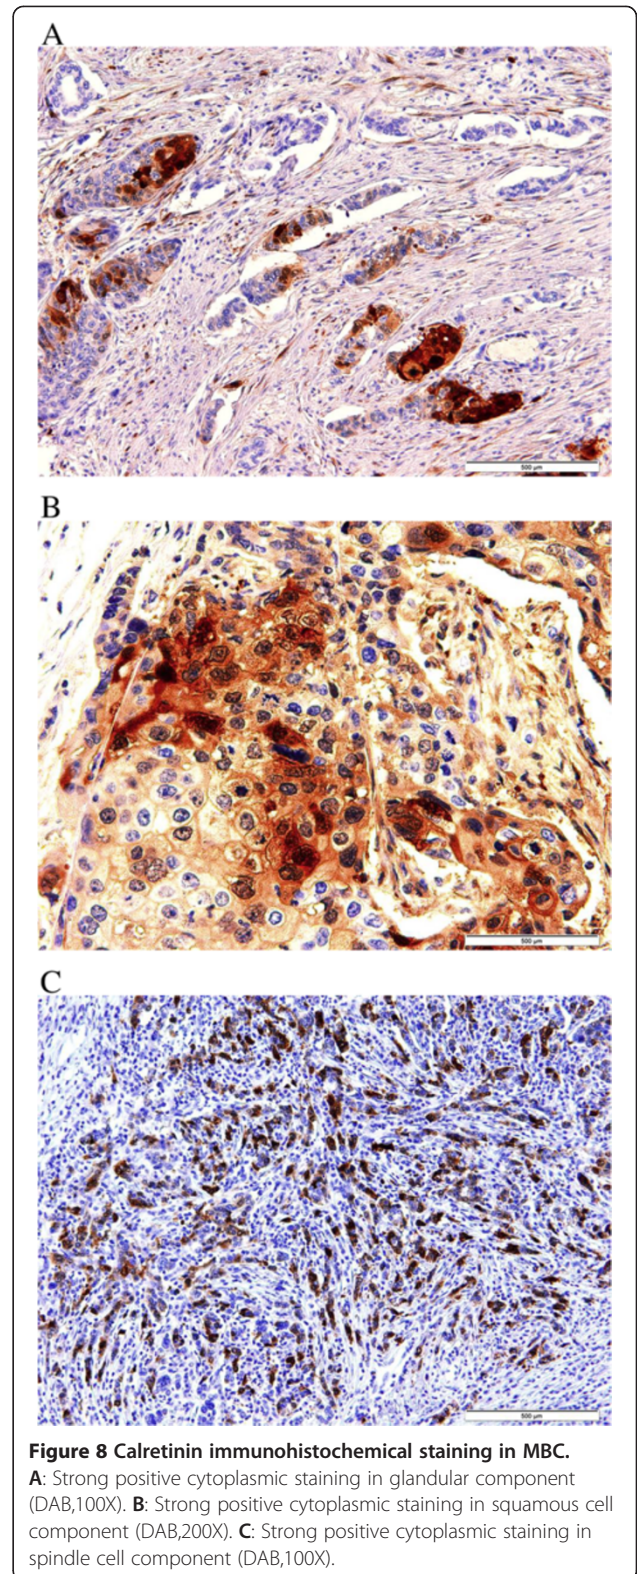 A
500 µm
B
500 µm
C
500 µm
Figure 8 Calretinin immunohistochemical staining in MBC.
A: Strong positive cytoplasmic staining in glandular component
(DAB,100X). B: Strong positive cytoplasmic staining in squamous cell
component (DAB,200X). C: Strong positive cytoplasmic staining in
spindle cell component (DAB,100X).